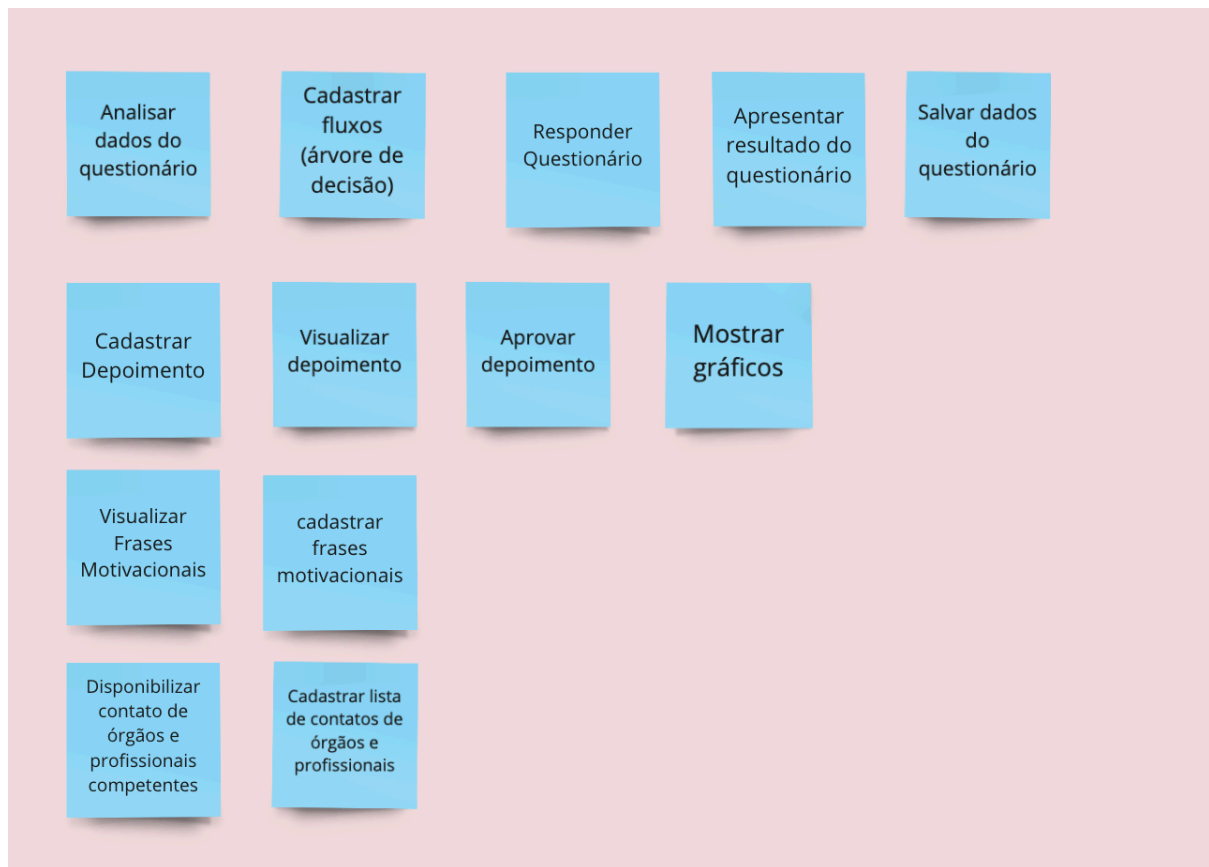 Analisar
dados do
questionário
Cadastrar
fluxos
(árvore de
decisão)
Responder
Questionário
Apresentar
resultado do
questionário
Salvar dados
do
questionário
Cadastrar
Depoimento
Visualizar
depoimento
Aprovar
depoimento
Mostrar
gráficos
Visualizar
Frases
Motivacionais
cadastrar
frases
motivacionais
Disponibilizar
contato de
órgãos e
profissionais
competentes
Cadastrar lista
de contatos de
órgãos e
profissionais